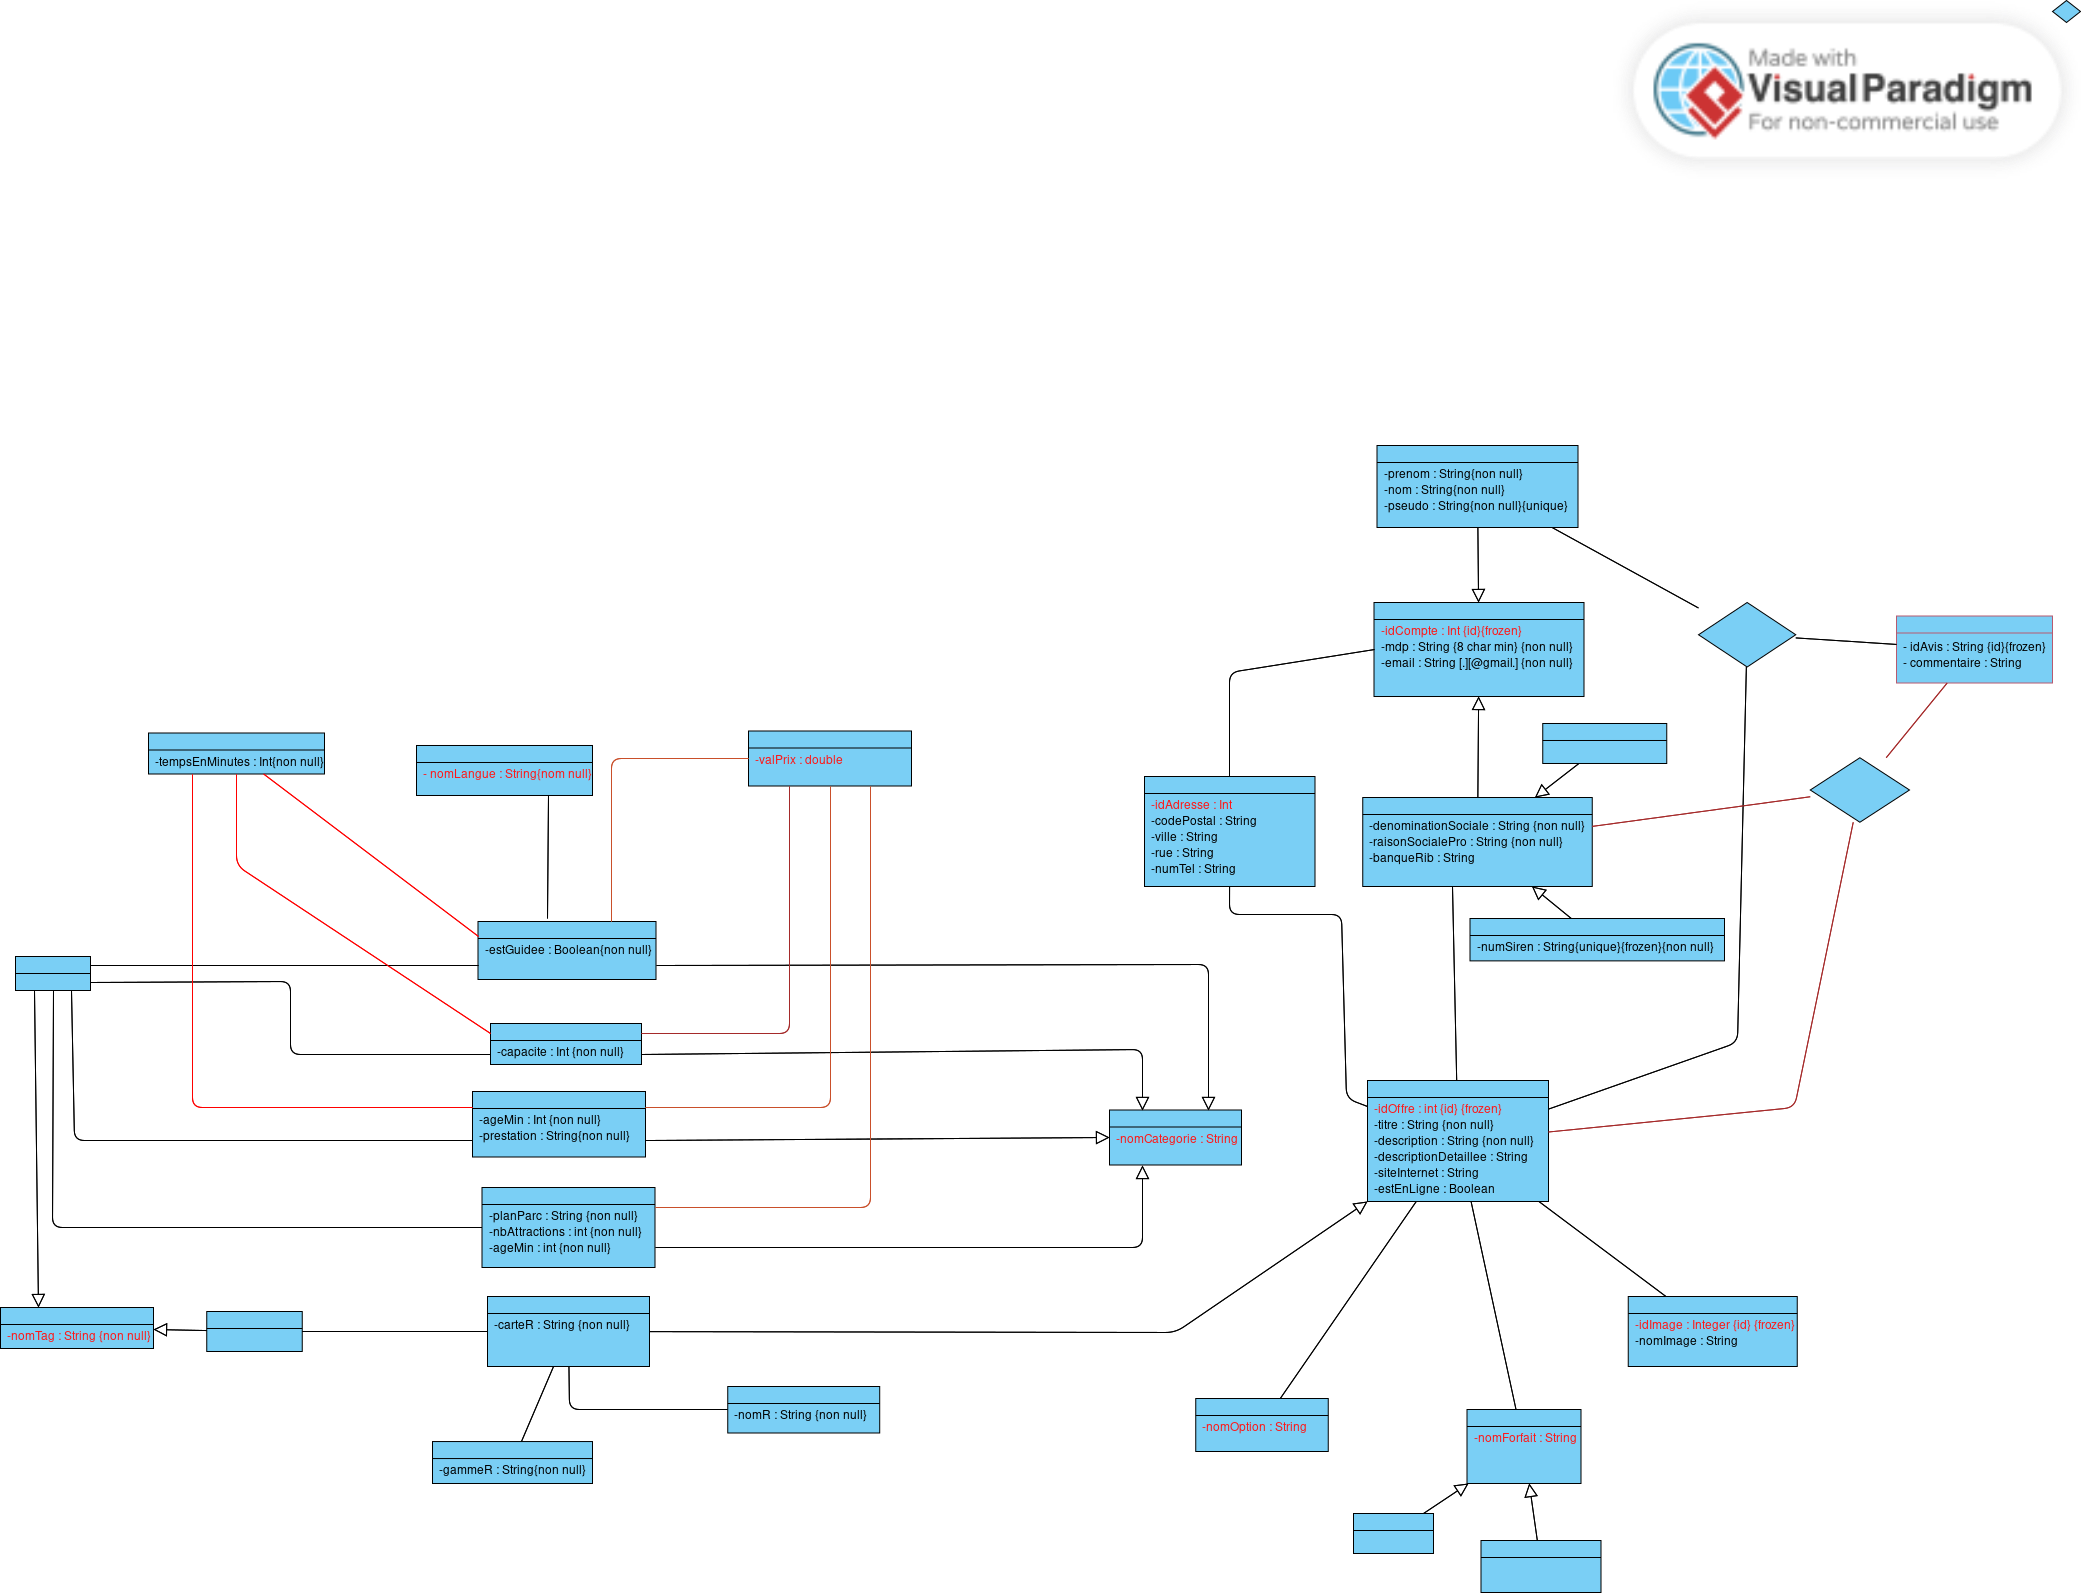 Made with
Visual Paradigm
For non-commercial use
-prenom : String{non null}
-nom : String{non null}
-pseudo : String{non null}{unique}
-idCompte : Int {id}{frozen}
-mdp : String {8 char min} {non null}
-email : String [.][@gmail.] {non null}
- idAvis : String {id}{frozen}
- commentaire : String
-tempsEnMinutes : Int{non null}
- nomLangue : String{nom null}
-valPrix : double
-idAdresse : Int
-codePostal : String
-ville : String
-rue : String
-numTel : String
-denominationSociale : String {non null}
-raisonSocialePro : String {non null}
-banqueRib : String
-numSiren : String{unique}{frozen}{non null}
-estGuidee : Boolean{non null}
-capacite : Int {non null}
-ageMin : Int {non null}
-prestation : String{non null}
-nomCategorie : String
-idOffre : int {id} {frozen}
-titre : String {non null}
-description : String {non null}
-descriptionDetaillee : String
-siteInternet : String
-estEnLigne : Boolean
-planParc : String {non null}
-nbAttractions : int {non null}
-ageMin : int {non null}
-nomTag : String {non null}
-carteR : String {non null}
-idImage : Integer {id} {frozen}
-nomImage : String
-nomR : String {non null}
-nomOption : String
-nomForfait : String
-gammeR : String{non null}